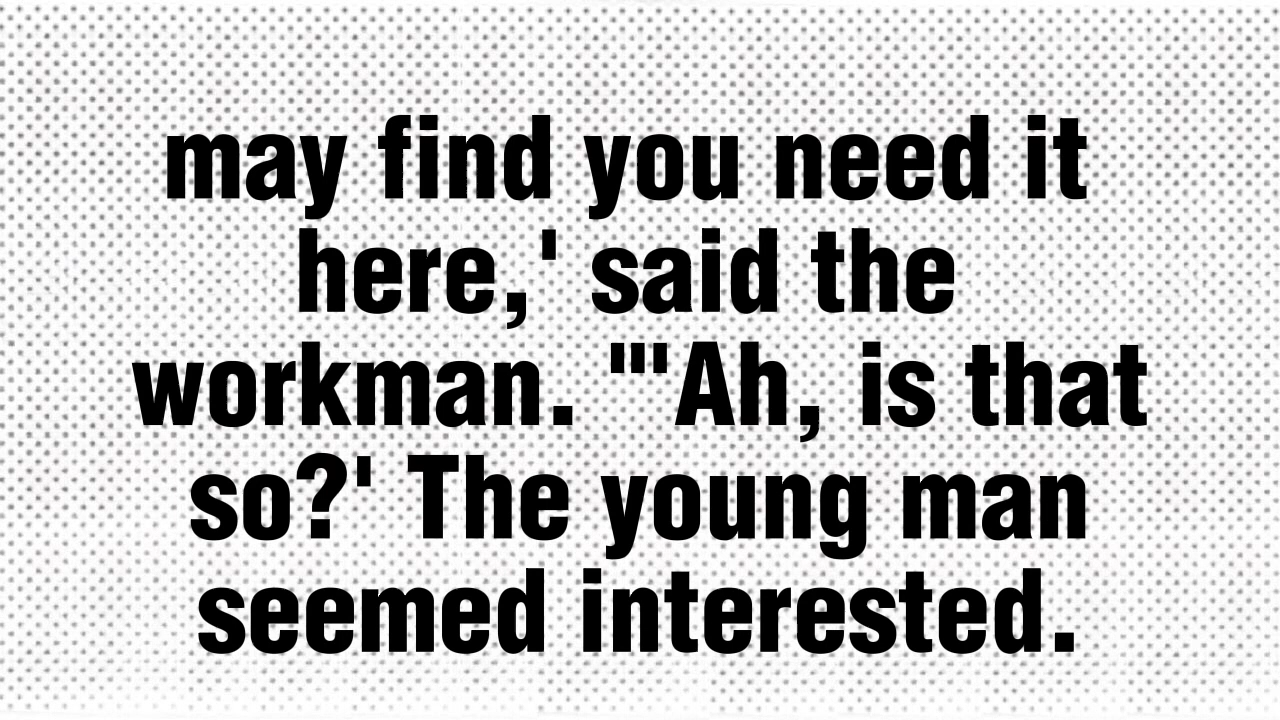 may find you need it
here,' said the
workman. "'Ah, is that
so?' The young man
seemed interested.